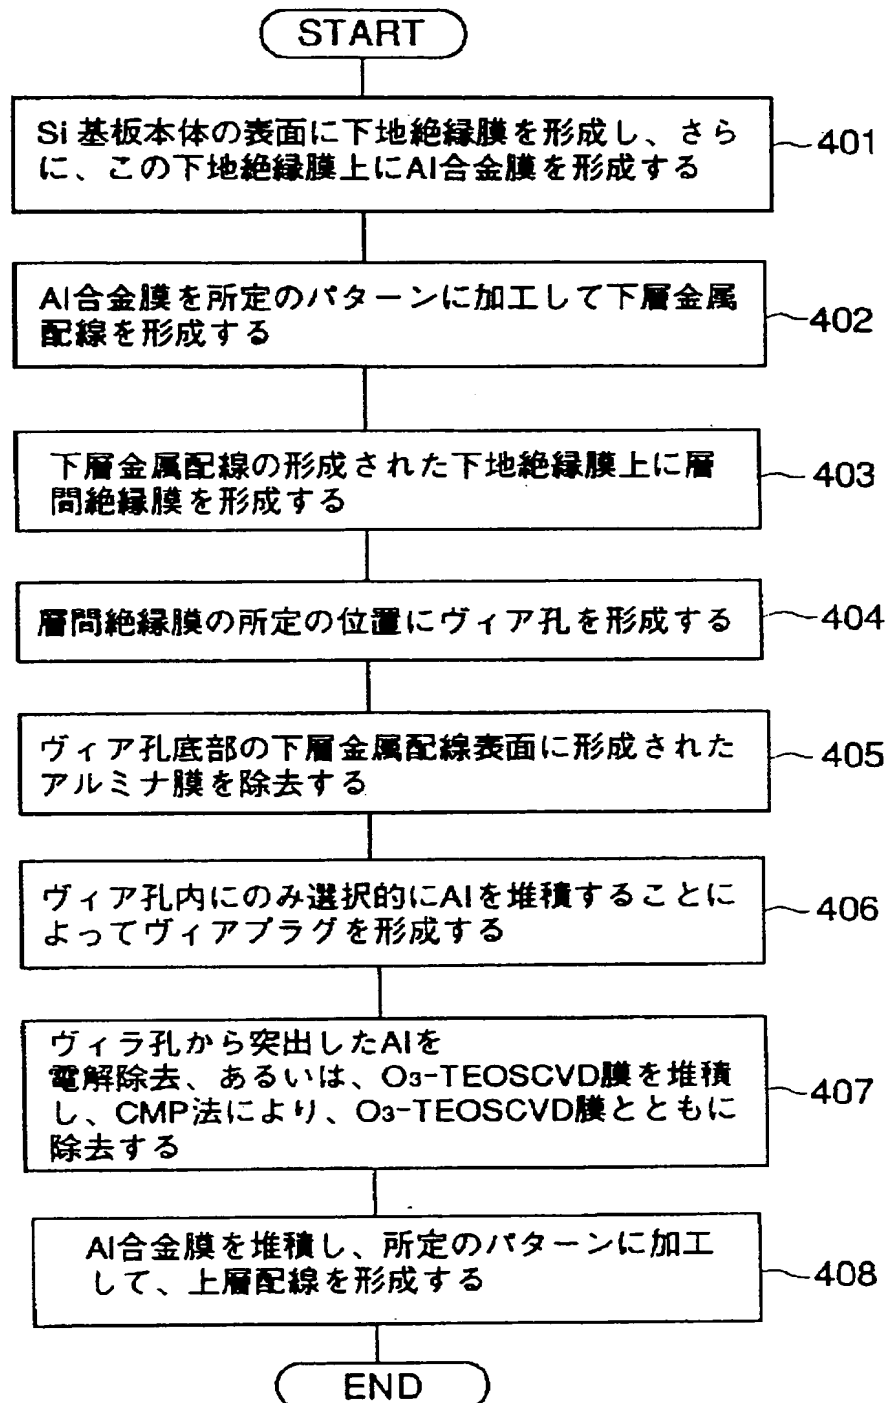 START
Si 基板本体の表面に下地絶縁膜を形成し、さら
に、この下地絶縁膜上にAl合金膜を形成する
401
Al合金膜を所定のパターンに加工して下層金属
配線を形成する
402
下層金属配線の形成された下地絶縁膜上に層
間絶縁膜を形成する
403
層間絶縁膜の所定の位置にヴィア孔を形成する
404
ヴィア孔底部の下層金属配線表面に形成された
アルミナ膜を除去する
405
ヴィア孔内にのみ選択的にAlを堆積することに
よってヴィアプラグを形成する
406
ヴィラ孔から突出したAlを
電解除去、あるいは、O₃-TEOSCVD膜を堆積
し、CMP法により、O₃-TEOSCVD膜とともに
除去する
407
Al合金膜を堆積し、所定のパターンに加工
して、上層配線を形成する
408
END